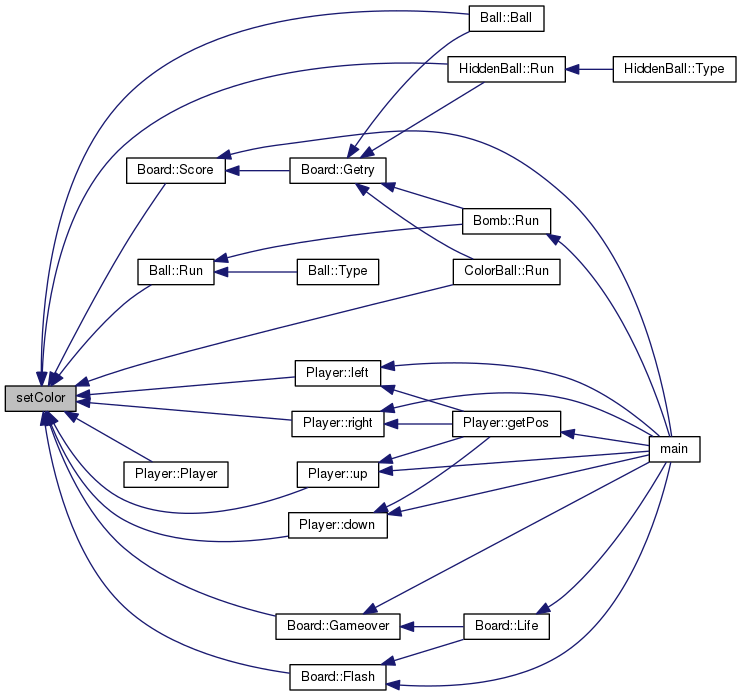 Ball::Ball
HiddenBall::Run
HiddenBall::Type
Board::Score
Board::Getry
Bomb::Run
Ball::Run
Ball::Type
ColorBall::Run
Player::left
setColor
Player::right
Player::getPos
main
Player::Player
Player::up
Player::down
Board::Gameover
Board::Life
Board::Flash